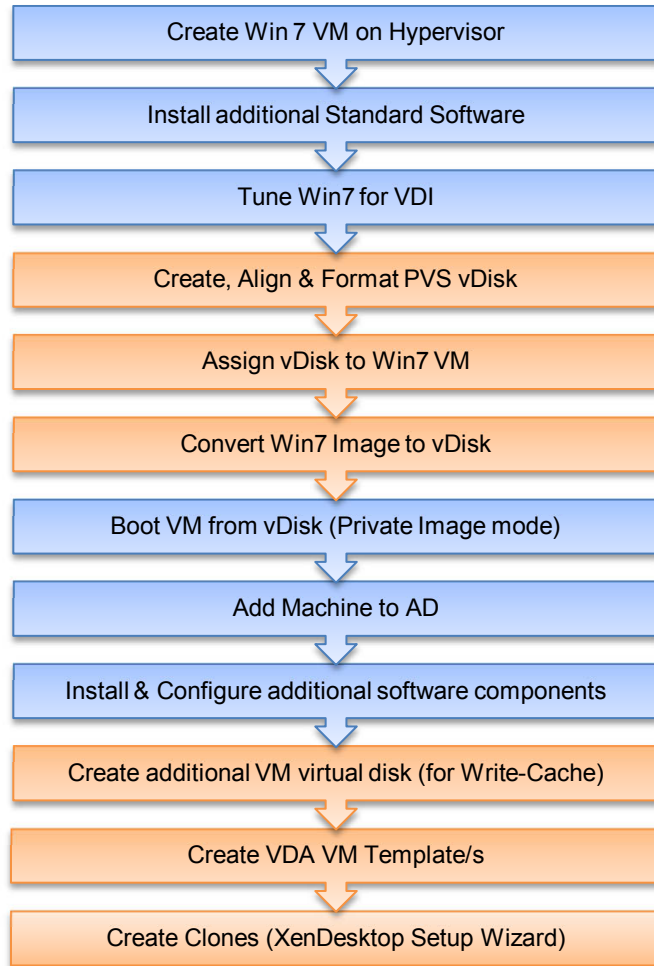 Create Win 7 VM on Hypervisor
Install additional Standard Software
Tune Win7 for VDI
Create, Align & Format PVS vDisk
Assign vDisk to Win7 VM
Convert Win7 Image to vDisk
Boot VM from vDisk (Private Image mode)
Add Machine to AD
Install & Configure additional software components
Create additional VM virtual disk (for Write-Cache)
Create VDA VM Template/s
Create Clones (XenDesktop Setup Wizard)